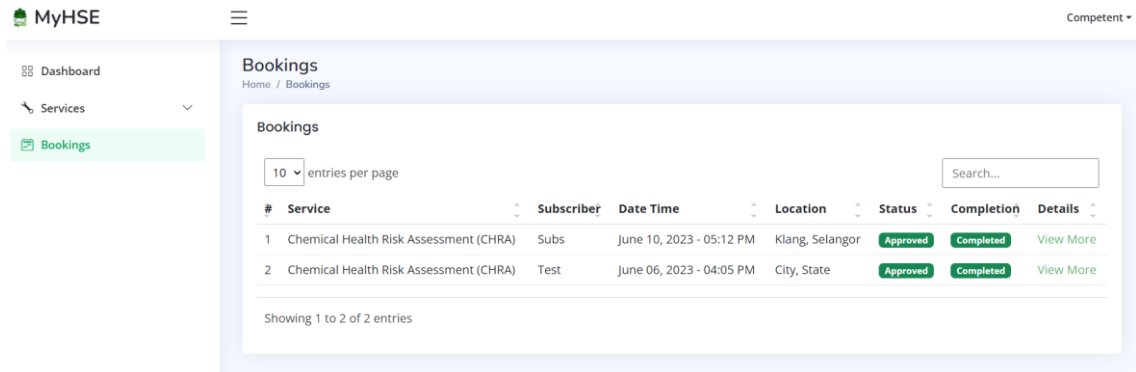 MyHSE
Competent
Dashboard
Services
Bookings
Bookings
Home / Bookings
Bookings
10 entries per page
Search...
# Service Subscriber Date Time Location Status Completion Details
1 Chemical Health Risk Assessment (CHRA) Subs June 10, 2023 - 05:12 PM Klang, Selangor Approved Completed View More
2 Chemical Health Risk Assessment (CHRA) Test June 06, 2023 - 04:05 PM City, State Approved Completed View More
Showing 1 to 2 of 2 entries